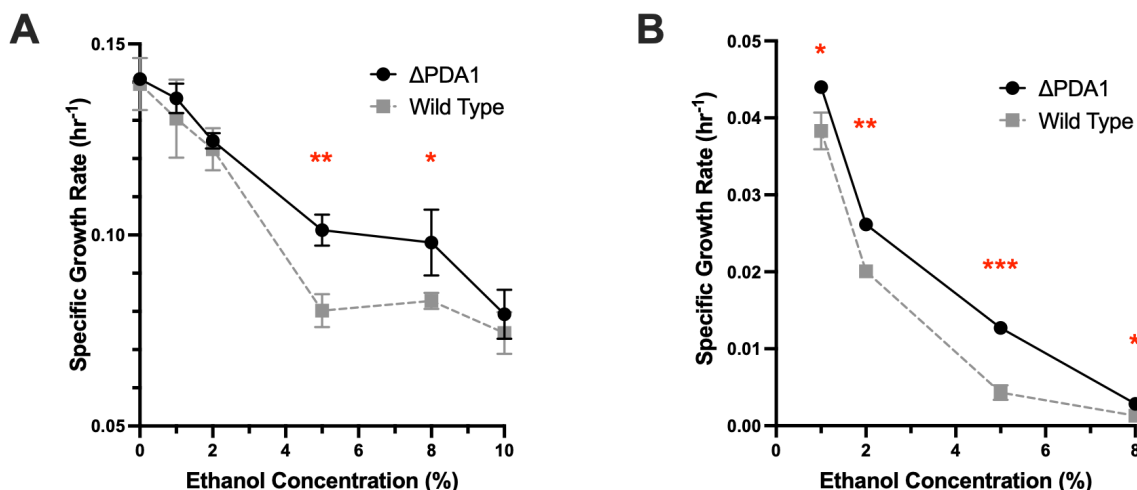 A
0.15
0.10
0.05
Specific Growth Rate (hr-1)
ΔPDA1
Wild Type
**
*
0
2
4
6
8
10
Ethanol Concentration (%)
B
0.05
0.04
0.03
0.02
0.01
0.00
Specific Growth Rate (hr-1)
ΔPDA1
Wild Type
*
**
***
*
0
2
4
6
8
Ethanol Concentration (%)